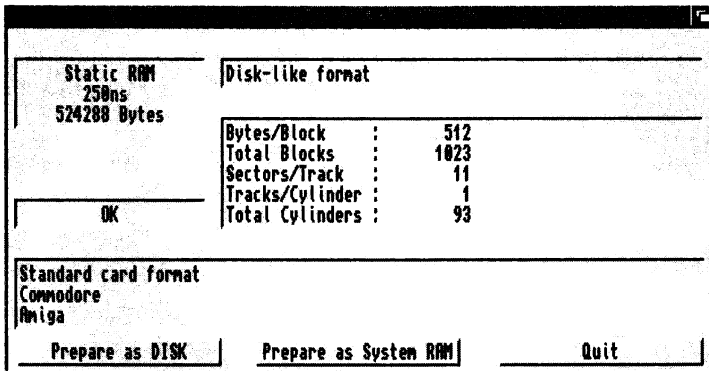 Static RAM
250ns
524288 Bytes
OK
Disk-like format
Bytes/Block : 512
Total Blocks : 1023
Sectors/Track : 11
Tracks/Cylinder : 1
Total Cylinders : 93
Standard card format
Commodore
Amiga
Prepare as DISK
Prepare as System RAM
Quit